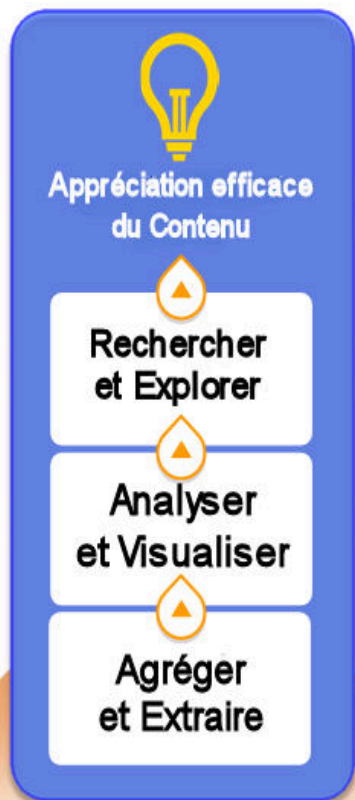 Appréciation efficace
du Contenu
Rechercher
et Explorer
Analyser
et Visualiser
Agréger
et Extraire